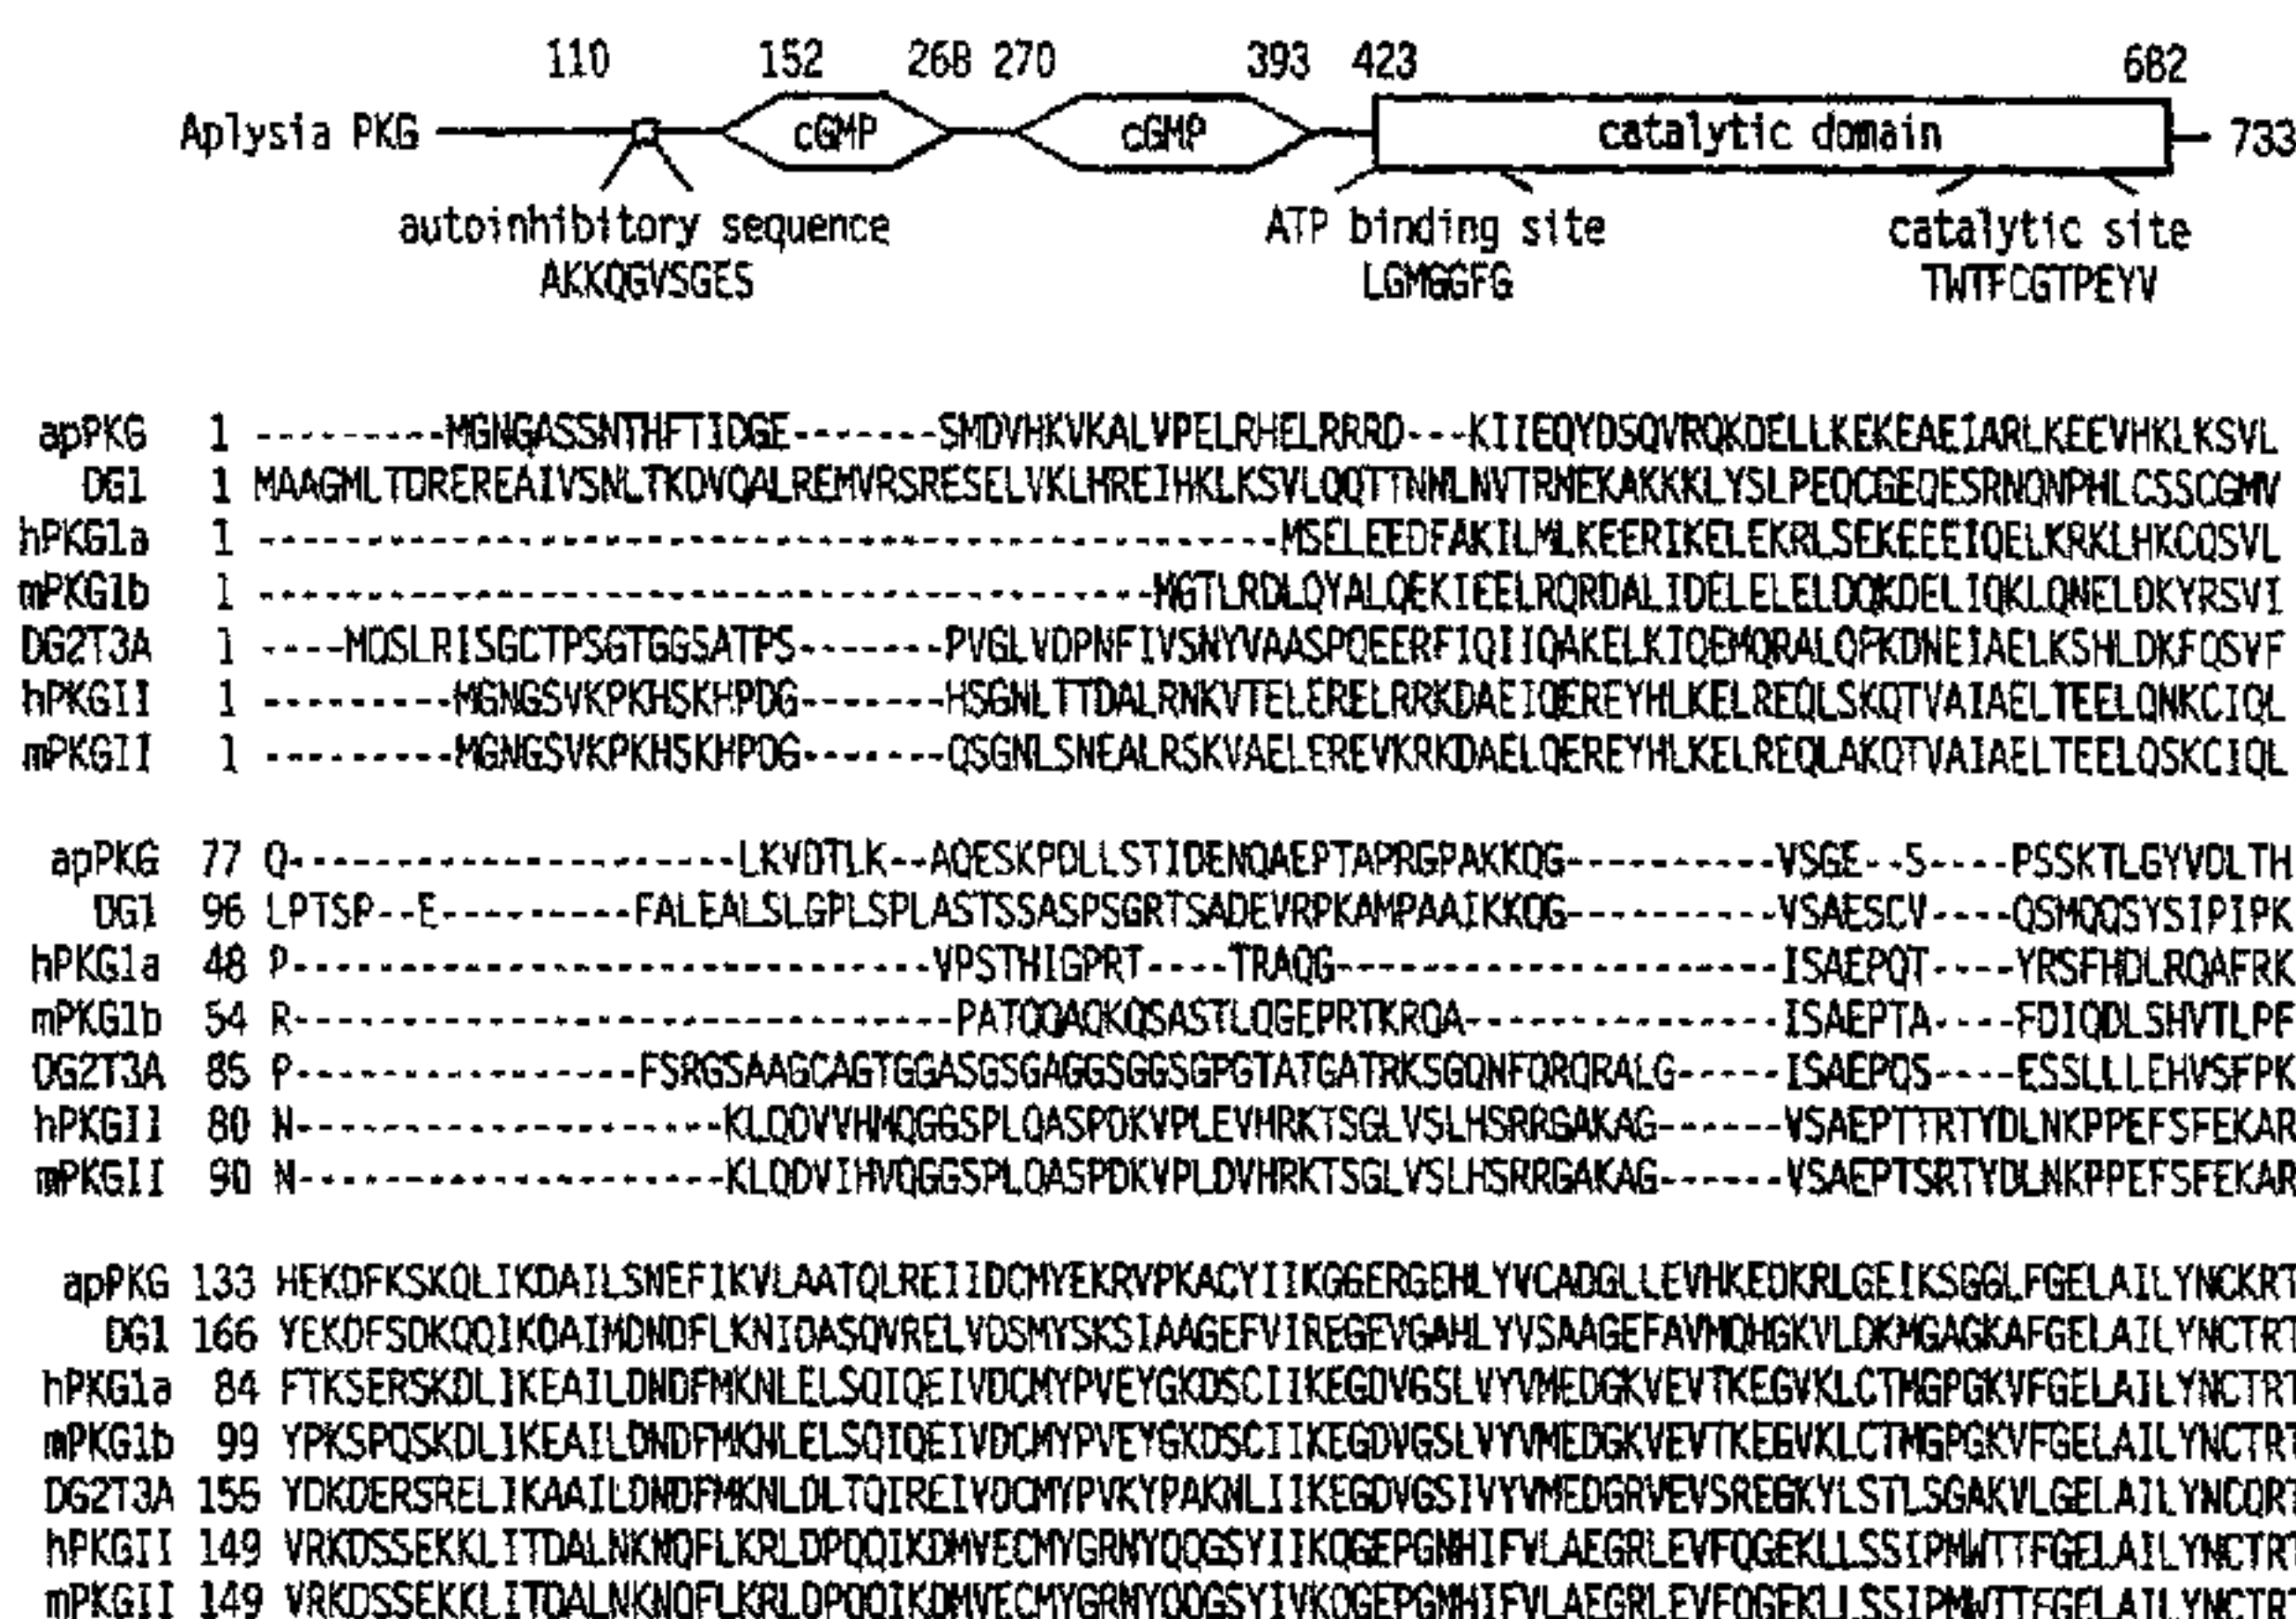 110 152 268 270 393 423 682
Aplysia PKG cGMP cGMP catalytic domain 733
autoinhibitory sequence ATP binding site catalytic site
AKKQGVSGES LGMGGFG TWTFCGTPEYV
apPKG 1 ---------MGNGASSNTHFTIDGE-------SMDVHKVKALVPELRHELRRRD---KIIEQYDSQVRQKDELLKEKEAEIARLKEEVHKLKSVL
DG1 1 MAAGMLTDREREAIVSNLTKDVQALREMVRSRESELVKLHREIHKLKSVLQQTTNNLNVTRNEKAKKKLYSLPEQCGEQESRNQNPHLCSSCGMV
hPKG1a 1 ------------------------------------------------MSELEEDFAKILMLKEERIKELEKRLSEKEEEIQELKRKLHKCQSVL
mPKG1b 1 ------------------------------------------MGTLRDLQYALQEKIEELRQRDALIDELELELDQKDELIQKLQNELDKYRSVI
DG2T3A 1 ----MQSLRISGCTPSGTGGSATPS-------PVGLVDPNFIVSNYVAASPQEERFIQIIQAKELKIQEMQRALQFKDNEIAELKSHLDKFQSVF
hPKGII 1 ---------MGNGSVKPKHSKHPDG-------HSGNLTTDALRNKVTELERELRRKDAEIQEREYHLKELREQLSKQTVAIAELTEELQNKCIQL
mPKGII 1 ---------MGNGSVKPKHSKHPDG-------QSGNLSNEALRSKVAELEREVKRKDAELQEREYHLKELREQLAKQTVAIAELTEELQSKCIQL
apPKG 77 Q---------------------LKVDTLK--AQESKPDLLSTIDENQAEPTAPRGPAKKQG----------VSGE--S----PSSKTLGYVDLTH
DG1 96 LPTSP--E---------FALEALSLGPLSPLASTSSASPSGRTSADEVRPKAMPAAIKKQG----------VSAESCV----QSMQQSYSIPIPK
hPKG1a 48 P------------------------------VPSTHIGPRT----TRAQG---------------------ISAEPQT----YRSFHDLRQAFRK
mPKG1b 54 R-------------------------------PATQQAQKQSASTLQGEPRTKRQA---------------ISAEPTA----FDIQDLSHVTLPF
DG2T3A 85 P----------------FSRGSAAGCAGTGGASGSGAGGSGGSGPGTATGATRKSGQNFQRQRALG-----ISAEPQS----ESSLLLEHVSFPK
hPKGII 80 N--------------------KLQDVVHMQGGSPLQASPDKVPLEVHRKTSGLVSLHSRRGAKAG------VSAEPTTRTYDLNKPPEFSFEKAR
mPKGII 90 N--------------------KLQDVIHVQGGSPLQASPDKVPLDVHRKTSGLVSLHSRRGAKAG------VSAEPTSRTYDLNKPPEFSFEKAR
apPKG 133 HEKDFKSKQLIKDAILSNEFIKVLAATQLREIIDCMYEKRVPKACYIIKGGERGEHLYVCADGLLEVHKEDKRLGEIKSGGLFGELAILYNCKRT
DG1 166 YEKDFSDKQQIKDAIMDNDFLKNIDASQVRELVDSMYSKSIAAGEFVIREGEVGAHLYVSAAGEFAVMQHGKVLDKMGAGKAFGELAILYNCTRT
hPKG1a 84 FTKSERSKDLIKEAILDNDFMKNLELSQIQEIVDCMYPVEYGKDSCIIKEGDVGSLVYVMEDGKVEVTKEGVKLCTMGPGKVFGELAILYNCTRT
mPKG1b 99 YPKSPQSKDLIKEAILDNDFMKNLELSQIQEIVDCMYPVEYGKDSCIIKEGDVGSLVYVMEDGKVEVTKEGVKLCTMGPGKVFGELAILYNCTRT
DG2T3A 155 YDKDERSRELIKAAILDNDFMKNLDLTQIREIVDCMYPVKYPAKNLIIKEGDVGSIVYVMEDGRVEVSREGKYLSTLSGAKVLGELAILYNCQRT
hPKGII 149 VRKDSSEKKLITDALNKNQFLKRLDPQQIKDMVECMYGRNYQQGSYIIKQGEPGNHIFVLAEGRLEVFQGEKLLSSIPMWTTFGELAILYNCTRT
mPKGII 149 VRKDSSEKKLITDALNKNQFLKRLDPQQIKDMVECMYGRNYQQGSYIVKQGEPGNHIFVLAEGRLEVFQGEKLLSSIPMWTTFGELAILYNCTRT